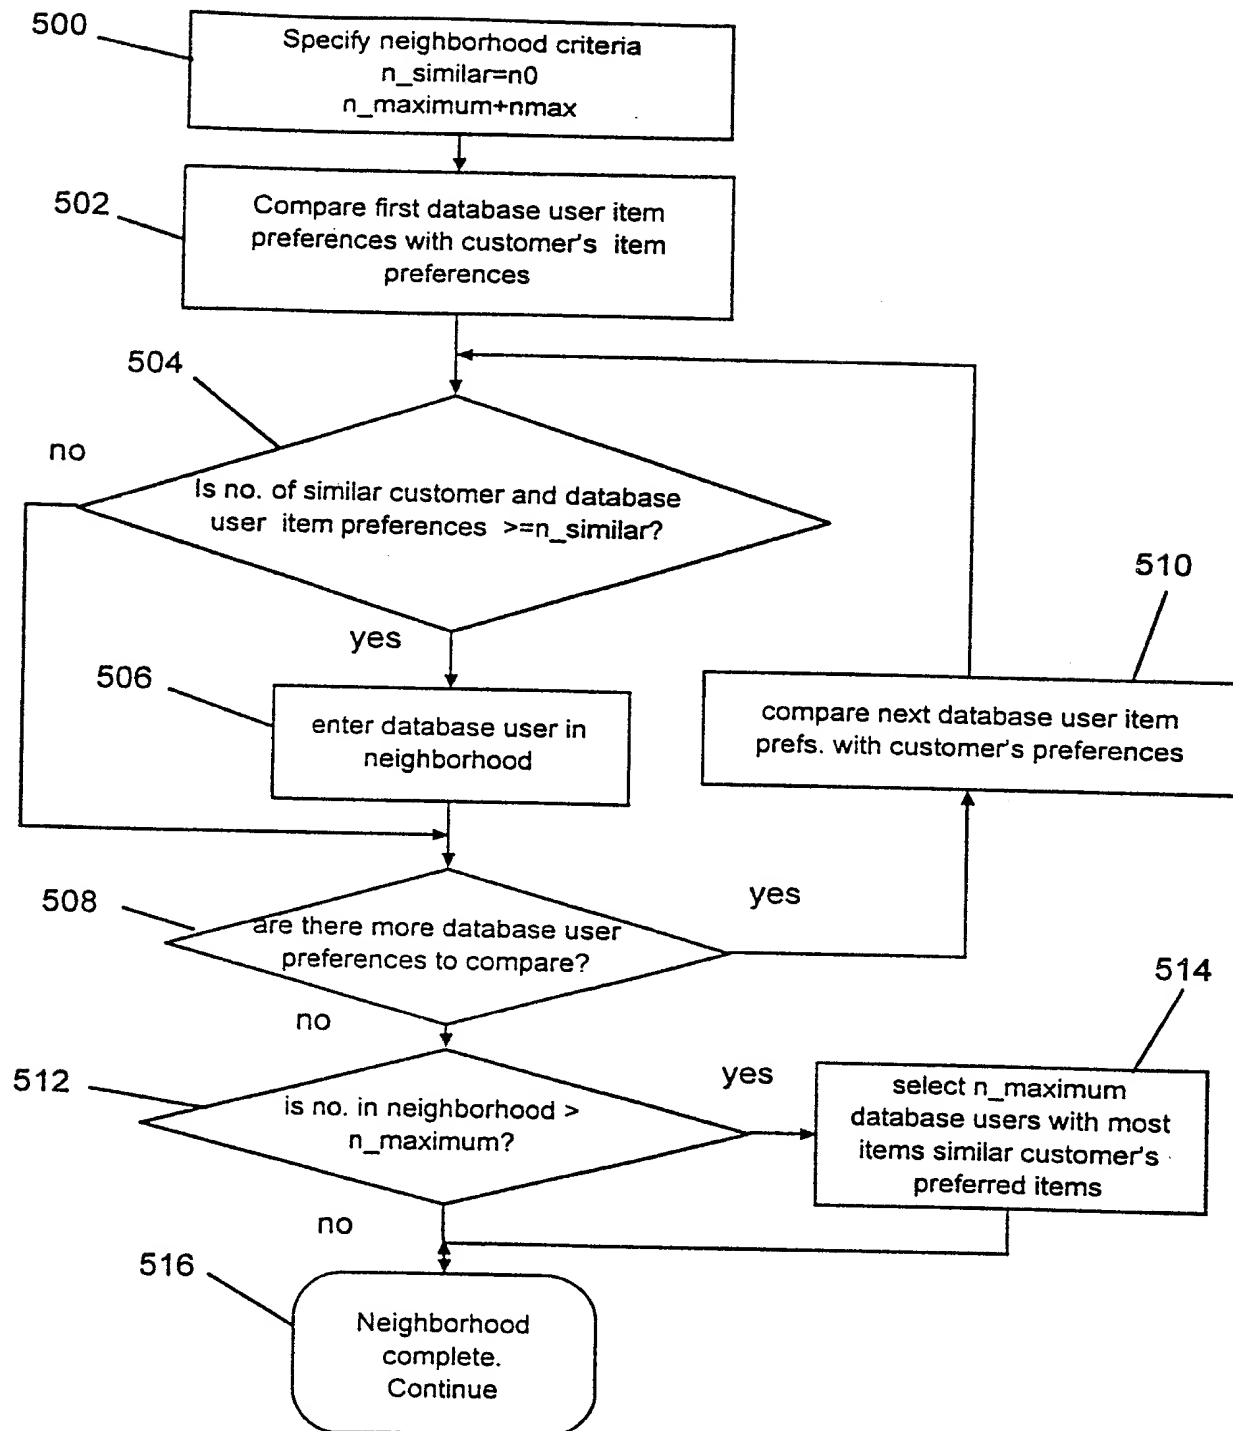 500
Specify neighborhood criteria
n_similar=n0
n_maximum+nmax
502
Compare first database user item
preferences with customer's item
preferences
504
no
Is no. of similar customer and database
user item preferences >=n_similar?
yes
506
enter database user in
neighborhood
510
compare next database user item
prefs. with customer's preferences
508
are there more database user
preferences to compare?
yes
no
512
is no. in neighborhood >
n_maximum?
yes
514
select n_maximum
database users with most
items similar customer's
preferred items
no
516
Neighborhood
complete.
Continue